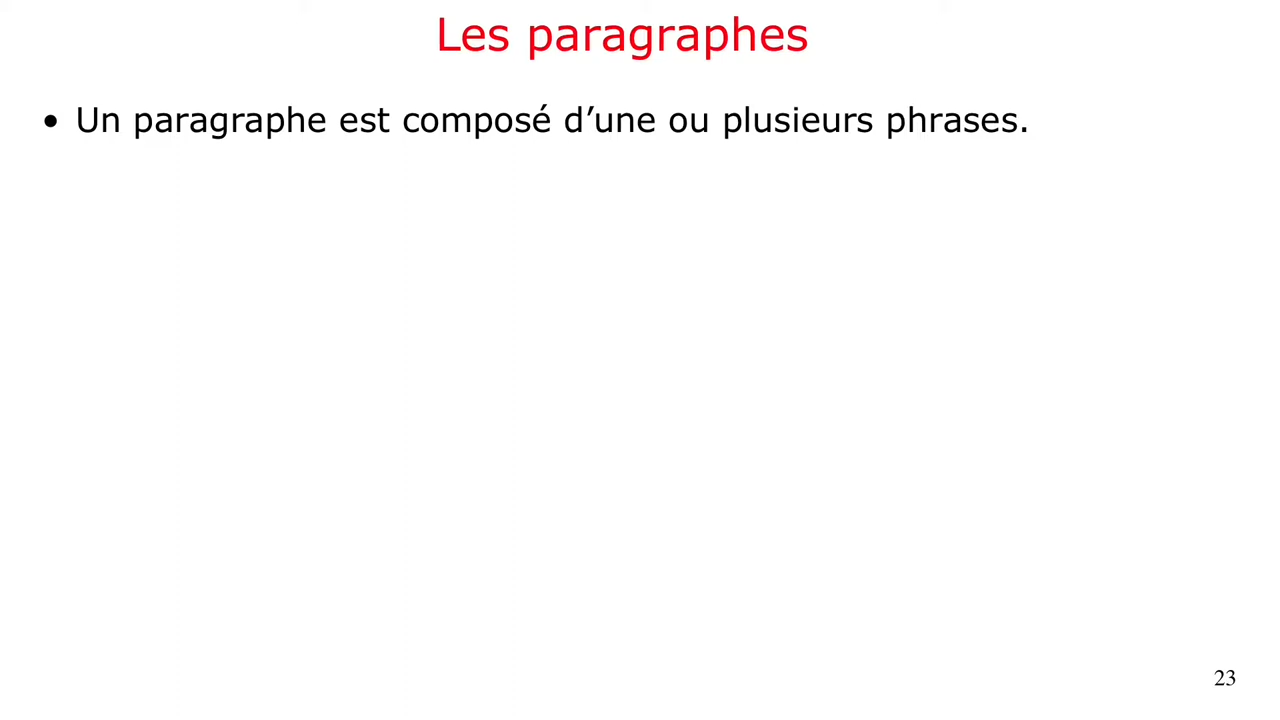 Les paragraphes
• Un paragraphe est composé d’une ou plusieurs phrases.
23